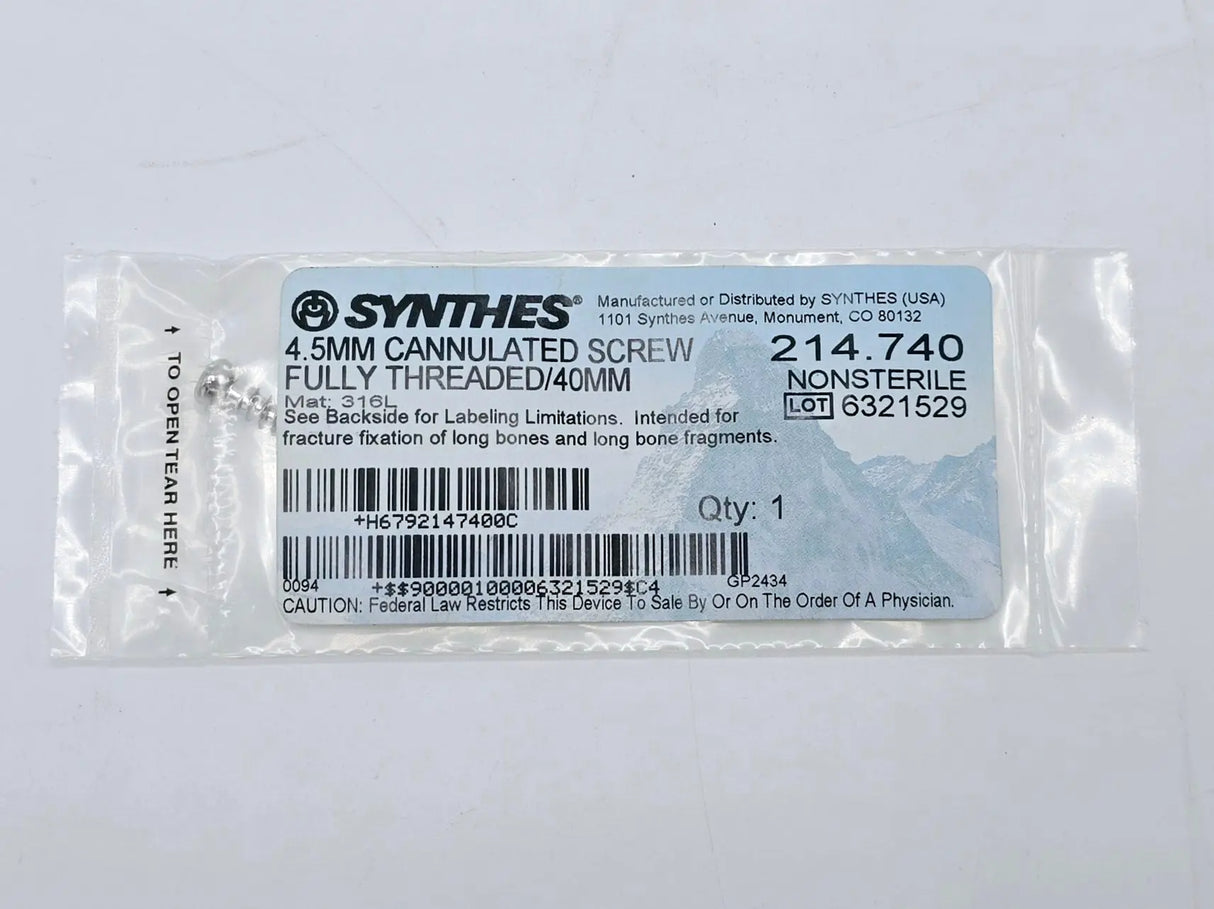 SYNTHES®
Manufactured or Distributed by SYNTHES (USA)
1101 Synthes Avenue, Monument, CO 80132
4.5MM CANNULATED SCREW
FULLY THREADED/40MM
214.740
NONSTERILE
LOT 6321529
Mat: 316L
See Backside for Labeling Limitations. Intended for
fracture fixation of long bones and long bone fragments.
+H6792147400C
Qty: 1
0094
+$$90000100006321529$C4
GP2434
CAUTION: Federal Law Restricts This Device To Sale By Or On The Order Of A Physician.
TO OPEN TEAR HERE